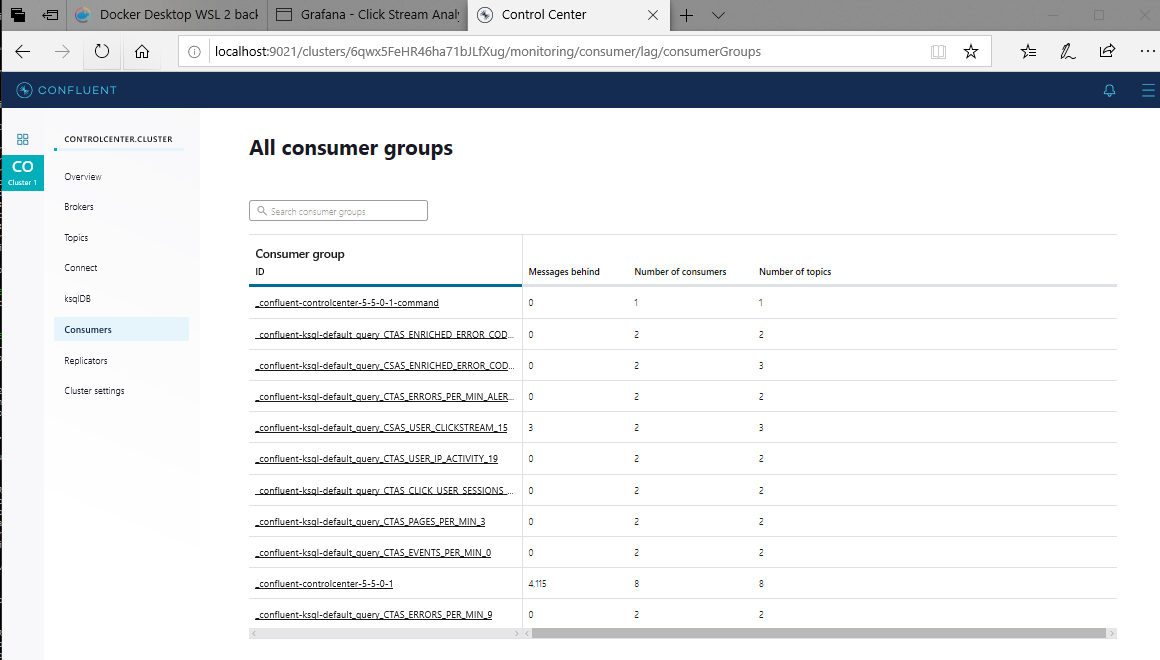 Docker Desktop WSL 2 back
Grafana - Click Stream Analy
Control Center
localhost:9021/clusters/6qwx5FeHR46ha71bJLfXug/monitoring/consumer/lag/consumerGroups
CONFLUENT
CO
Cluster 1
CONTROLCENTER.CLUSTER
Overview
Brokers
Topics
Connect
ksqlDB
Consumers
Replicators
Cluster settings
All consumer groups
Search consumer groups
Consumer group
ID Messages behind Number of consumers Number of topics
_confluent-controlcenter-5-5-0-1-command 0 1 1
_confluent-ksql-default_query_CTAS_ENRICHED_ERROR_COD... 0 2 2
_confluent-ksql-default_query_CSAS_ENRICHED_ERROR_COD... 0 2 3
_confluent-ksql-default_query_CTAS_ERRORS_PER_MIN_ALER... 0 2 2
_confluent-ksql-default_query_CSAS_USER_CLICKSTREAM_15 3 2 3
_confluent-ksql-default_query_CTAS_USER_IP_ACTIVITY_19 0 2 2
_confluent-ksql-default_query_CTAS_CLICK_USER_SESSIONS_... 0 2 2
_confluent-ksql-default_query_CTAS_PAGES_PER_MIN_3 0 2 2
_confluent-ksql-default_query_CTAS_EVENTS_PER_MIN_0 0 2 2
_confluent-controlcenter-5-5-0-1 4,115 8 8
_confluent-ksql-default_query_CTAS_ERRORS_PER_MIN_9 0 2 2